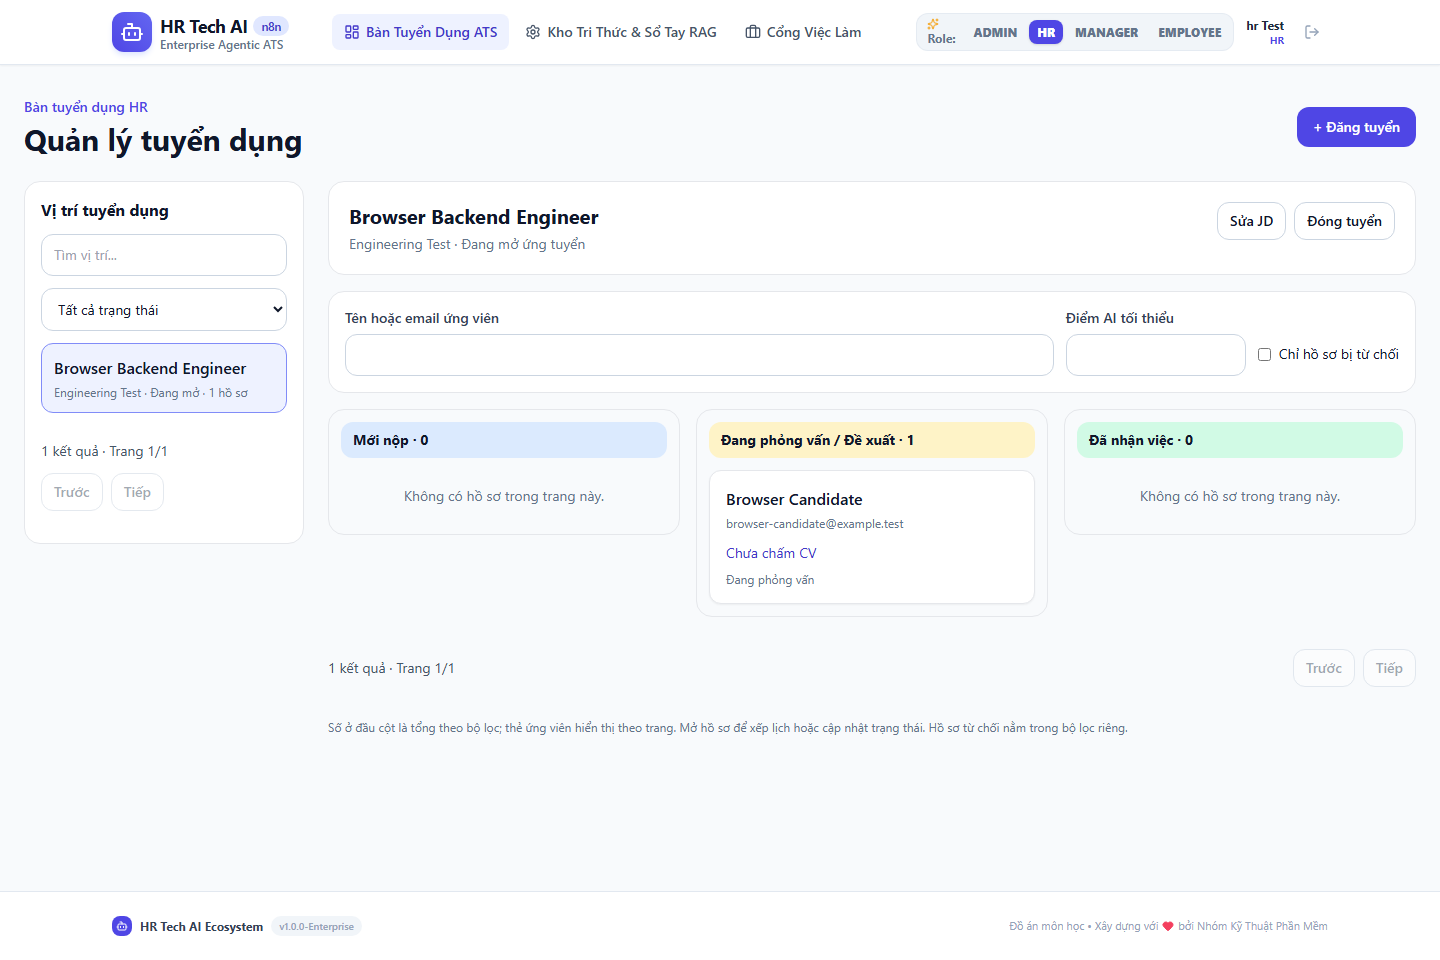 HR Tech AI n8n
Enterprise Agentic ATS
Bàn Tuyển Dụng ATS
Kho Tri Thức & Sổ Tay RAG
Cổng Việc Làm
Role:
ADMIN
HR
MANAGER
EMPLOYEE
hr Test
HR
Bàn tuyển dụng HR
Quản lý tuyển dụng
+ Đăng tuyển
Vị trí tuyển dụng
Tìm vị trí...
Tất cả trạng thái
Browser Backend Engineer
Engineering Test · Đang mở · 1 hồ sơ
1 kết quả · Trang 1/1
Trước
Tiếp
Browser Backend Engineer
Engineering Test · Đang mở ứng tuyển
Sửa JD
Đóng tuyển
Tên hoặc email ứng viên
Điểm AI tối thiểu
Chỉ hồ sơ bị từ chối
Mới nộp · 0
Không có hồ sơ trong trang này.
Đang phỏng vấn / Đề xuất · 1
Browser Candidate
browser-candidate@example.test
Chưa chấm CV
Đang phỏng vấn
Đã nhận việc · 0
Không có hồ sơ trong trang này.
1 kết quả · Trang 1/1
Trước
Tiếp
Số ở đầu cột là tổng theo bộ lọc; thẻ ứng viên hiển thị theo trang. Mở hồ sơ để xếp lịch hoặc cập nhật trạng thái. Hồ sơ từ chối nằm trong bộ lọc riêng.
HR Tech AI Ecosystem v1.0.0-Enterprise
Đồ án môn học • Xây dựng với ❤ bởi Nhóm Kỹ Thuật Phần Mềm